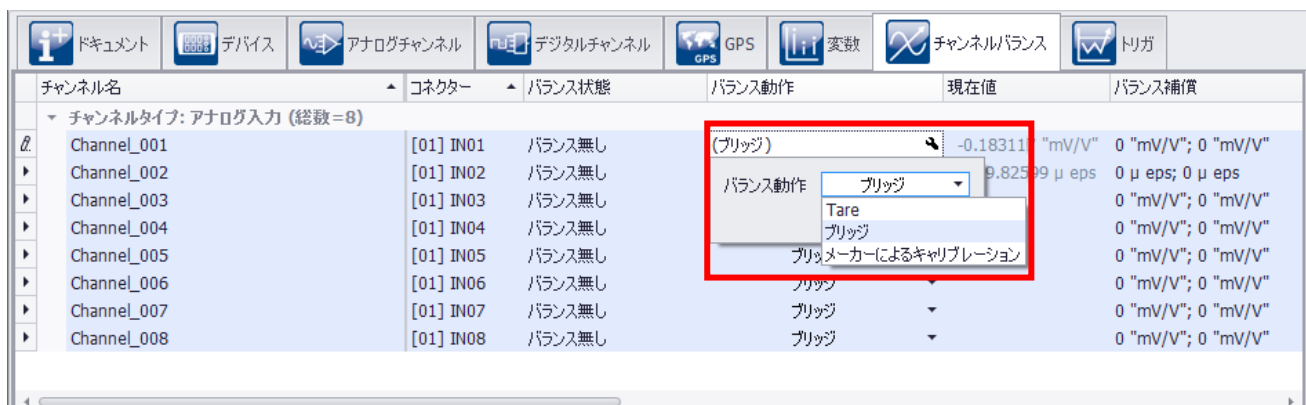 ドキュメント デバイス アナログチャンネル デジタルチャンネル GPS GPS 変数 チャンネルバランス トリガ
チャンネル名 コネクター バランス状態 バランス動作 現在値 バランス補償
チャンネルタイプ: アナログ入力 (総数=8)
Channel_001 [01] IN01 バランス無し (ブリッジ) "mV/V" 0 "mV/V"; 0 "mV/V"
Channel_002 [01] IN02 バランス無し μ eps 0 μ eps; 0 μ eps
バランス動作 ブリッジ
Channel_003 [01] IN03 バランス無し Tare 0 "mV/V"; 0 "mV/V"
Channel_004 [01] IN04 バランス無し ブリッジ 0 "mV/V"; 0 "mV/V"
Channel_005 [01] IN05 バランス無し メーカーによるキャリブレーション 0 "mV/V"; 0 "mV/V"
Channel_006 [01] IN06 バランス無し ブリッジ 0 "mV/V"; 0 "mV/V"
Channel_007 [01] IN07 バランス無し ブリッジ 0 "mV/V"; 0 "mV/V"
Channel_008 [01] IN08 バランス無し ブリッジ 0 "mV/V"; 0 "mV/V"